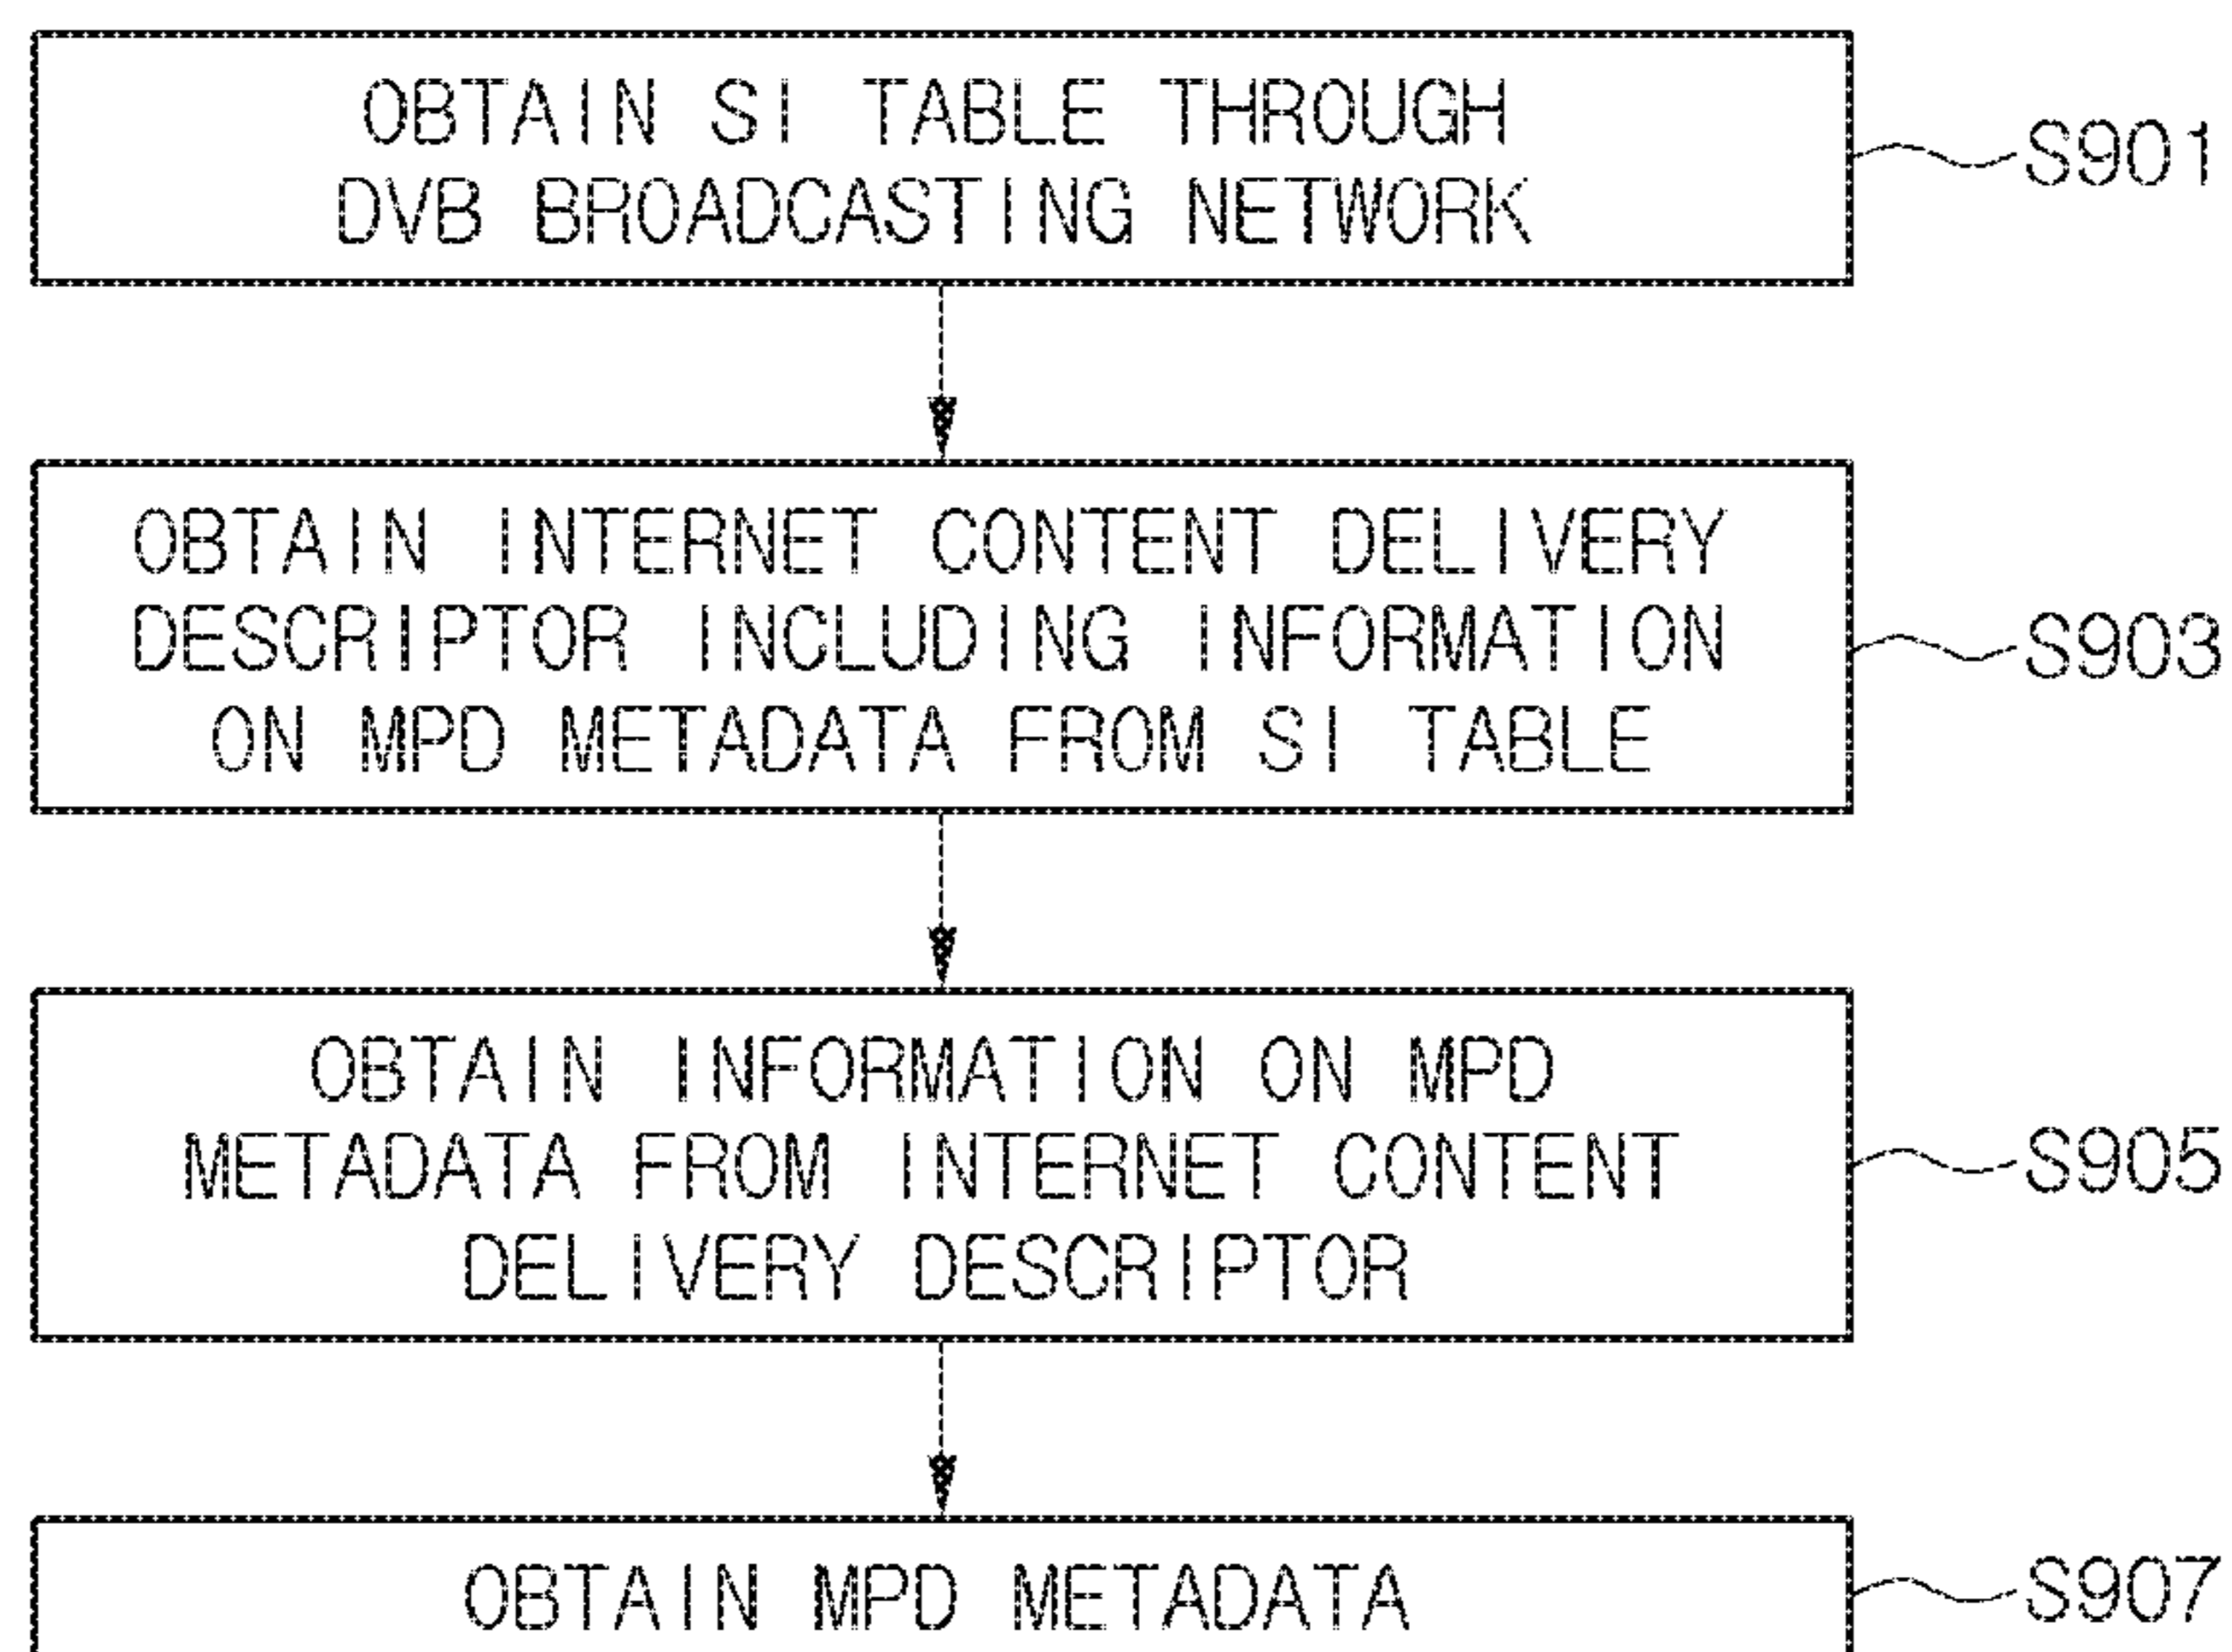 OBTAIN SI TABLE THROUGH
DVB BROADCASTING NETWORK
S901
OBTAIN INTERNET CONTENT DELIVERY
DESCRIPTOR INCLUDING INFORMATION
ON MPD METADATA FROM SI TABLE
S903
OBTAIN INFORMATION ON MPD
METADATA FROM INTERNET CONTENT
DELIVERY DESCRIPTOR
S905
OBTAIN MPD METADATA
S907